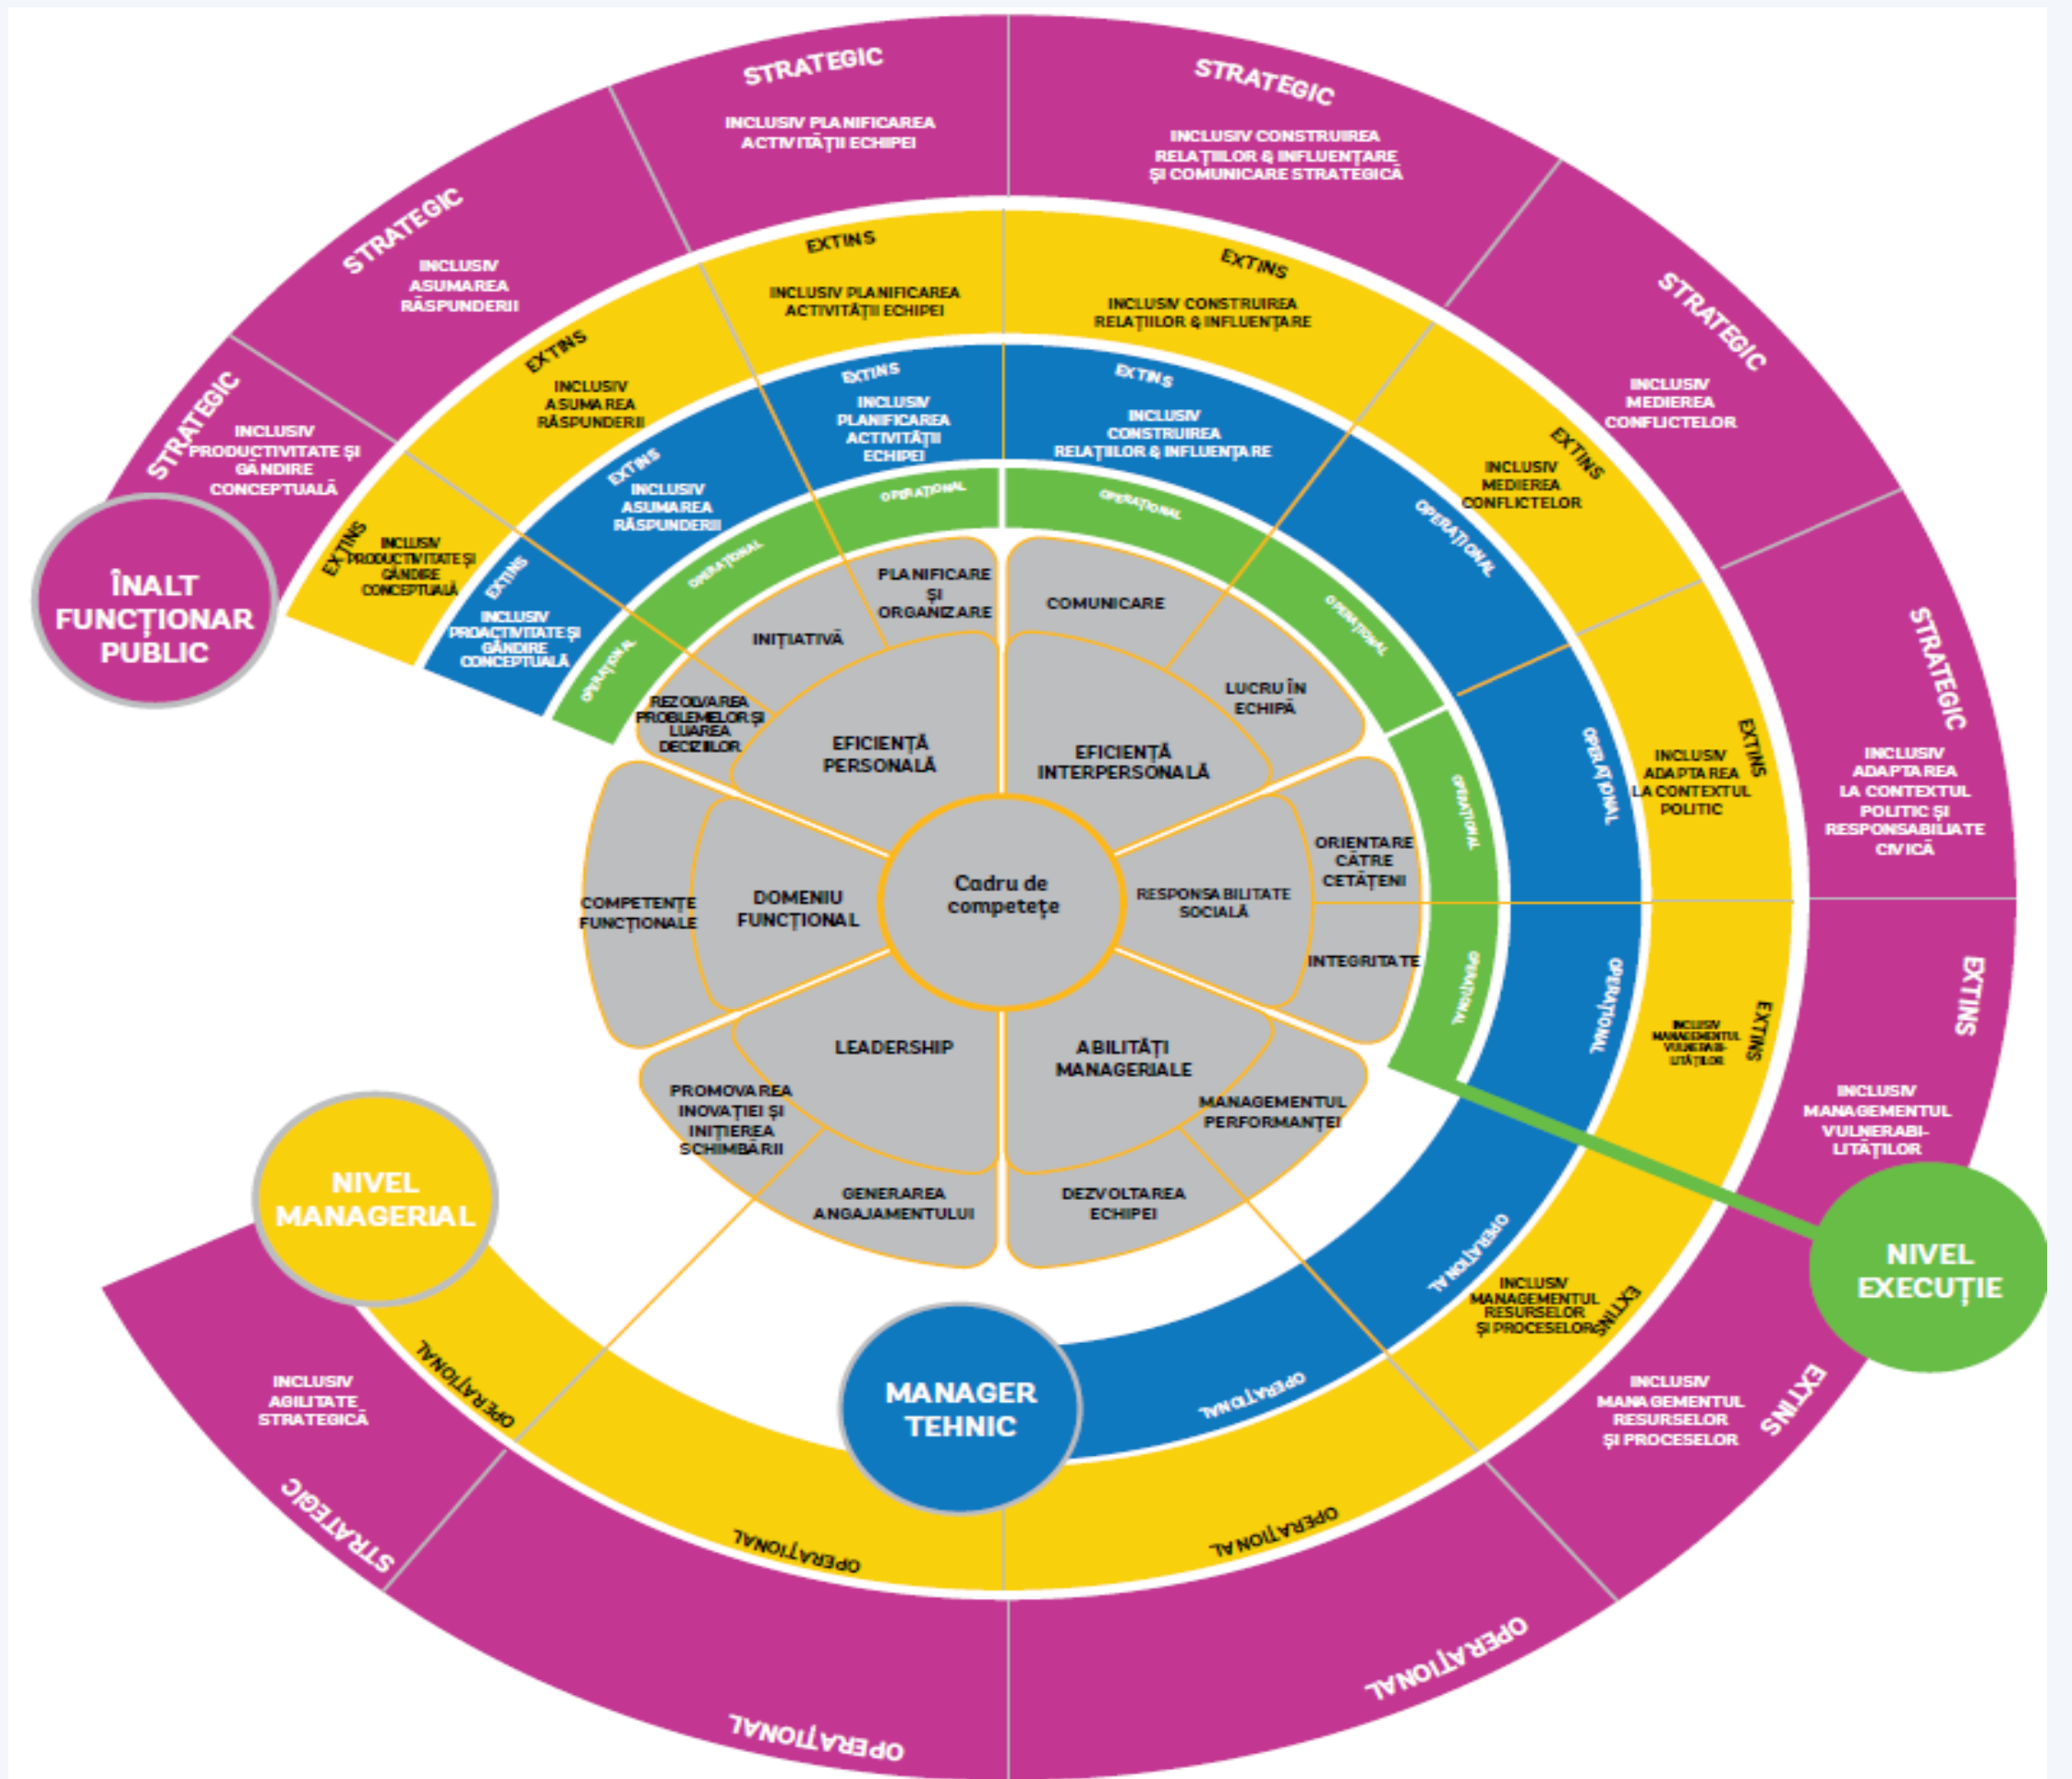 STRATEGIC
INCLUSIV PRODUCTIVITATE ȘI
GÂNDIRE
CONCEPTUALĂ
STRATEGIC
INCLUSIV
ASUMAREA
RĂSPUNDERII
STRATEGIC
INCLUSIV PLANIFICAREA
ACTIVITĂȚII ECHIPEI
STRATEGIC
INCLUSIV CONSTRUIREA
RELAȚIILOR & INFLUENȚARE
ȘI COMUNICARE STRATEGICĂ
STRATEGIC
INCLUSIV
MEDIEREA
CONFLICTELOR
STRATEGIC
INCLUSIV
ADAPTAREA
LA CONTEXTUL
POLITIC ȘI
RESPONSABILIATE
CIVICĂ
EXTINS
INCLUSIV
MANAGEMENTUL
VULNERABI-
LITĂȚILOR
EXTINS
INCLUSIV
MANAGEMENTUL
RESURSELOR
ȘI PROCESELOR
OPERAȚIONAL
OPERAȚIONAL
STRATEGIC
INCLUSIV
AGILITATE
STRATEGICĂ
ÎNALT
FUNCȚIONAR
PUBLIC
EXTINS
INCLUSIV
PRODUCTIVITATE ȘI
GÂNDIRE
CONCEPTUALĂ
EXTINS
INCLUSIV
ASUMAREA
RĂSPUNDERII
EXTINS
INCLUSIV PLANIFICAREA
ACTIVITĂȚII ECHIPEI
EXTINS
INCLUSIV CONSTRUIREA
RELAȚIILOR & INFLUENȚARE
EXTINS
INCLUSIV
MEDIEREA
CONFLICTELOR
EXTINS
INCLUSIV
ADAPTAREA
LA CONTEXTUL
POLITIC
EXTINS
INCLUSIV
MANAGEMENTUL
VULNERABI-
LITĂȚILOR
EXTINS
INCLUSIV
MANAGEMENTUL
RESURSELOR
ȘI PROCESELOR
OPERAȚIONAL
OPERAȚIONAL
OPERAȚIONAL
NIVEL
MANAGERIAL
EXTINS
INCLUSIV
PROACTIVITATE ȘI
GÂNDIRE
CONCEPTUALĂ
EXTINS
INCLUSIV
ASUMAREA
RĂSPUNDERII
EXTINS
INCLUSIV
PLANIFICAREA
ACTIVITĂȚII
ECHIPEI
EXTINS
INCLUSIV
CONSTRUIREA
RELAȚIILOR & INFLUENȚARE
OPERAȚIONAL
OPERAȚIONAL
OPERAȚIONAL
OPERAȚIONAL
OPERAȚIONAL
MANAGER
TEHNIC
OPERAȚIONAL
OPERAȚIONAL
OPERAȚIONAL
OPERAȚIONAL
OPERAȚIONAL
OPERAȚIONAL
OPERAȚIONAL
NIVEL
EXECUȚIE
REZOLVAREA
PROBLEMELOR ȘI
LUAREA
DECIZIILOR
INIȚIATIVĂ
PLANIFICARE
ȘI
ORGANIZARE
COMUNICARE
LUCRU ÎN
ECHIPĂ
ORIENTARE
CĂTRE
CETĂȚENI
INTEGRITATE
MANAGEMENTUL
PERFORMANȚEI
DEZVOLTAREA
ECHIPEI
GENERAREA
ANGAJAMENTULUI
PROMOVAREA
INOVAȚIEI ȘI
INIȚIEREA
SCHIMBĂRII
COMPETENȚE
FUNCȚIONALE
EFICIENȚĂ
PERSONALĂ
EFICIENȚĂ
INTERPERSONALĂ
RESPONSABILITATE
SOCIALĂ
ABILITĂȚI
MANAGERIALE
LEADERSHIP
DOMENIU
FUNCȚIONAL
Cadru de
competețe